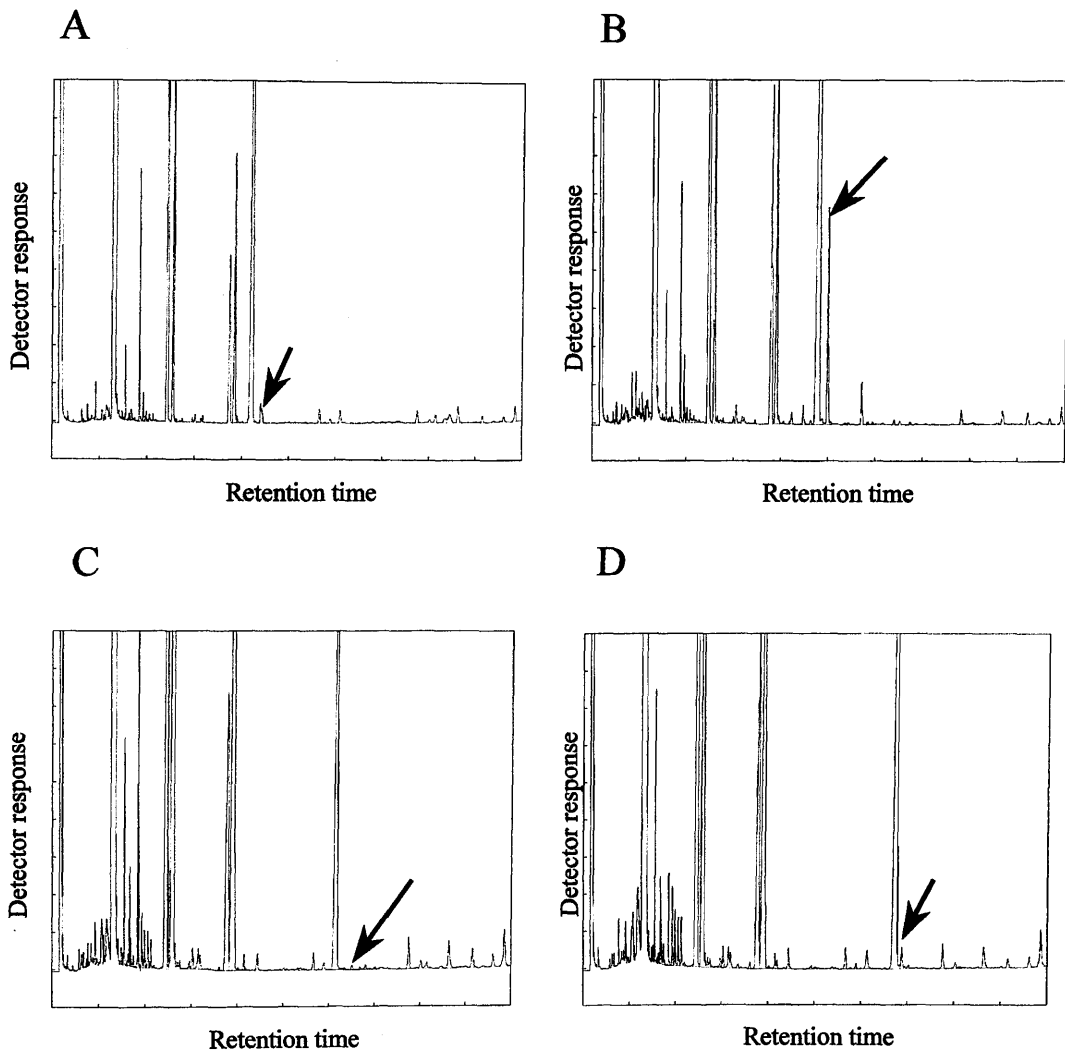 A
B
Detector response
Detector response
Retention time
Retention time
C
D
Detector response
Detector response
Retention time
Retention time